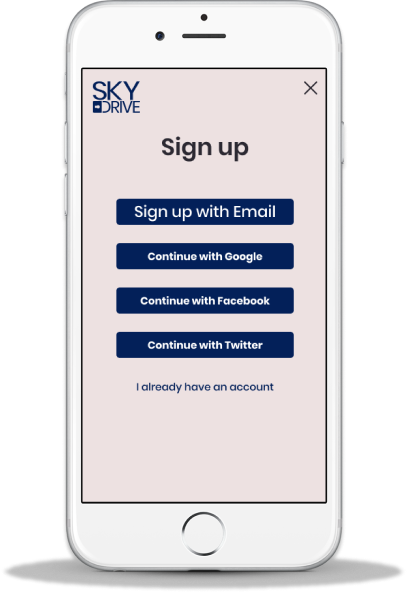 SKY
DRIVE
Sign up
Sign up with Email
Continue with Google
Continue with Facebook
Continue with Twitter
I already have an account